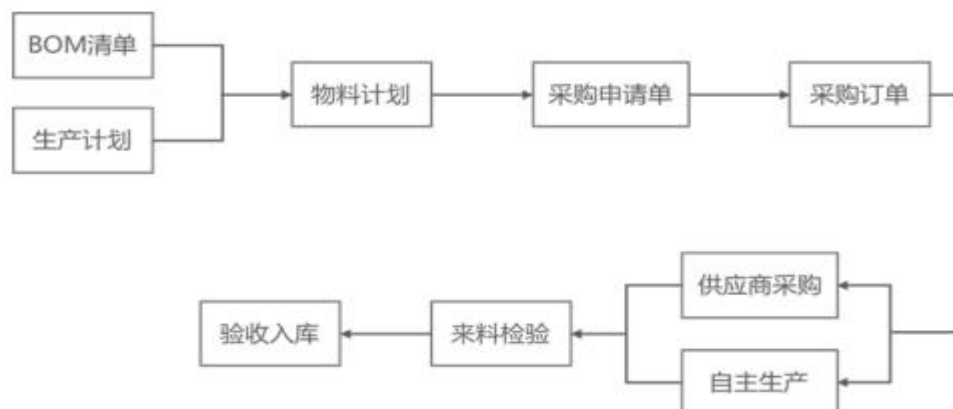 BOM清单
生产计划
物料计划
采购申请单
采购订单
供应商采购
自主生产
来料检验
验收入库